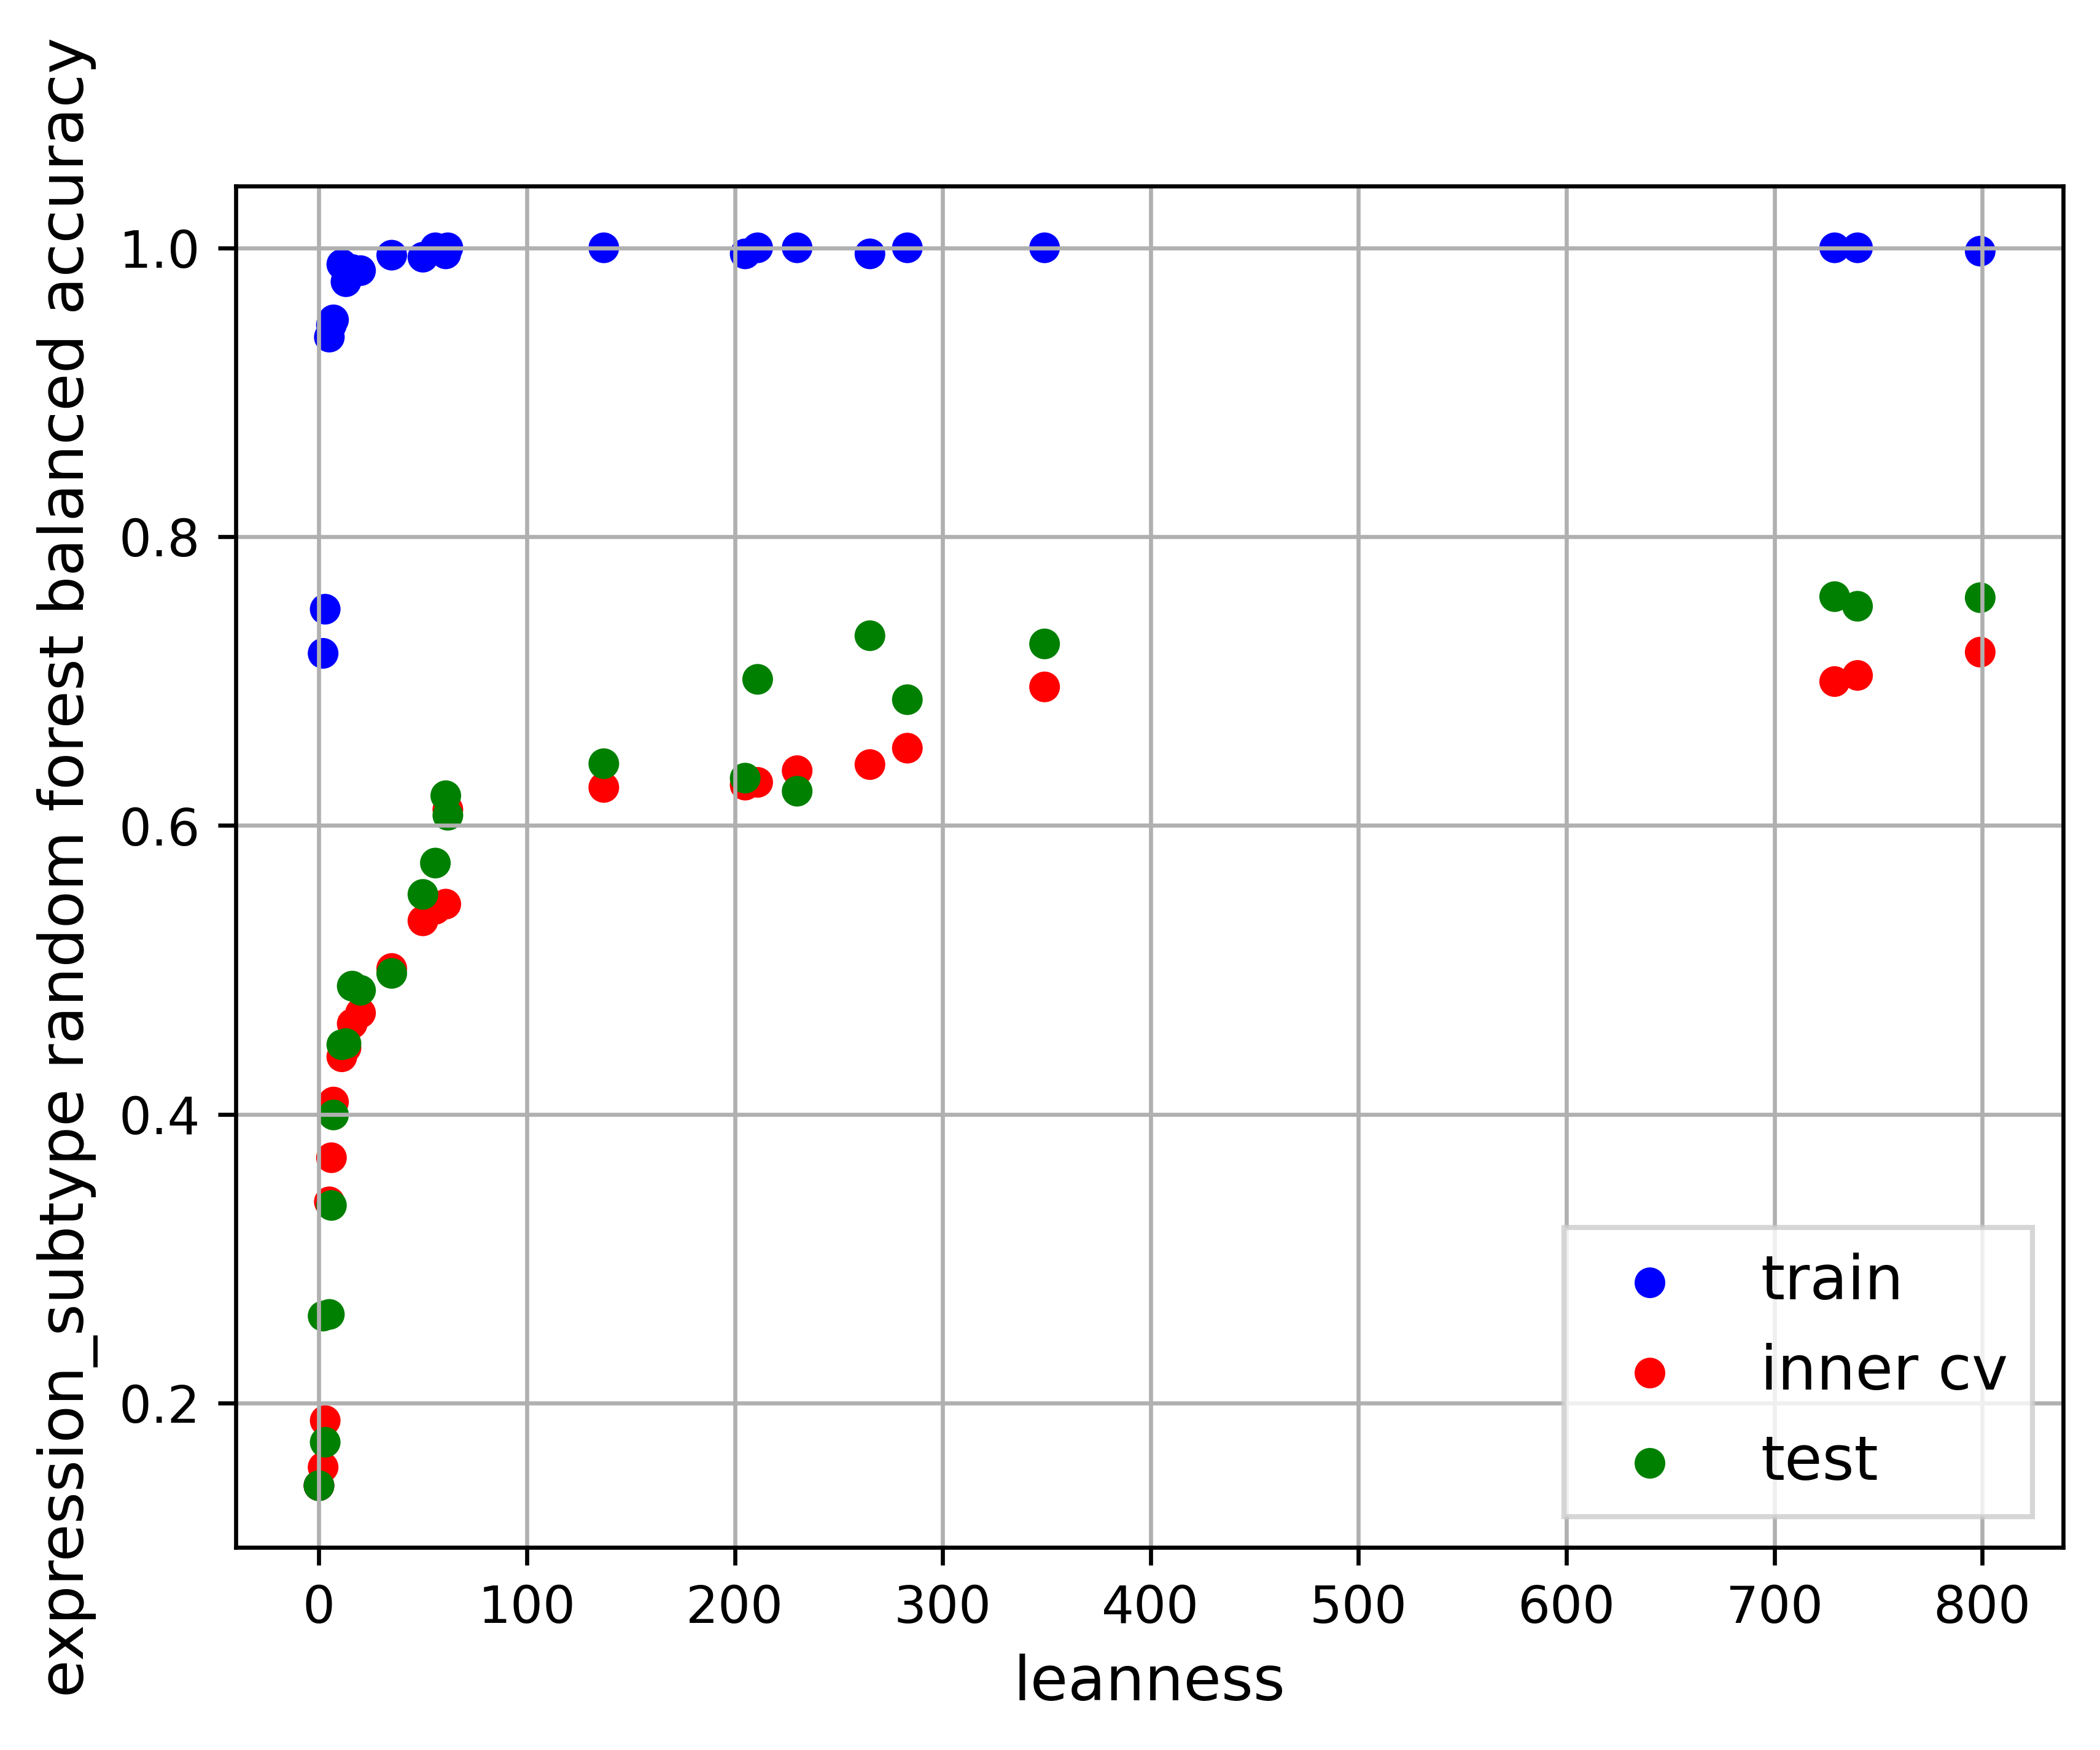 expression_subtype random forest balanced accuracy
1.0
0.8
0.6
0.4
0.2
0 100 200 300 400 500 600 700 800
leanness
train
inner cv
test